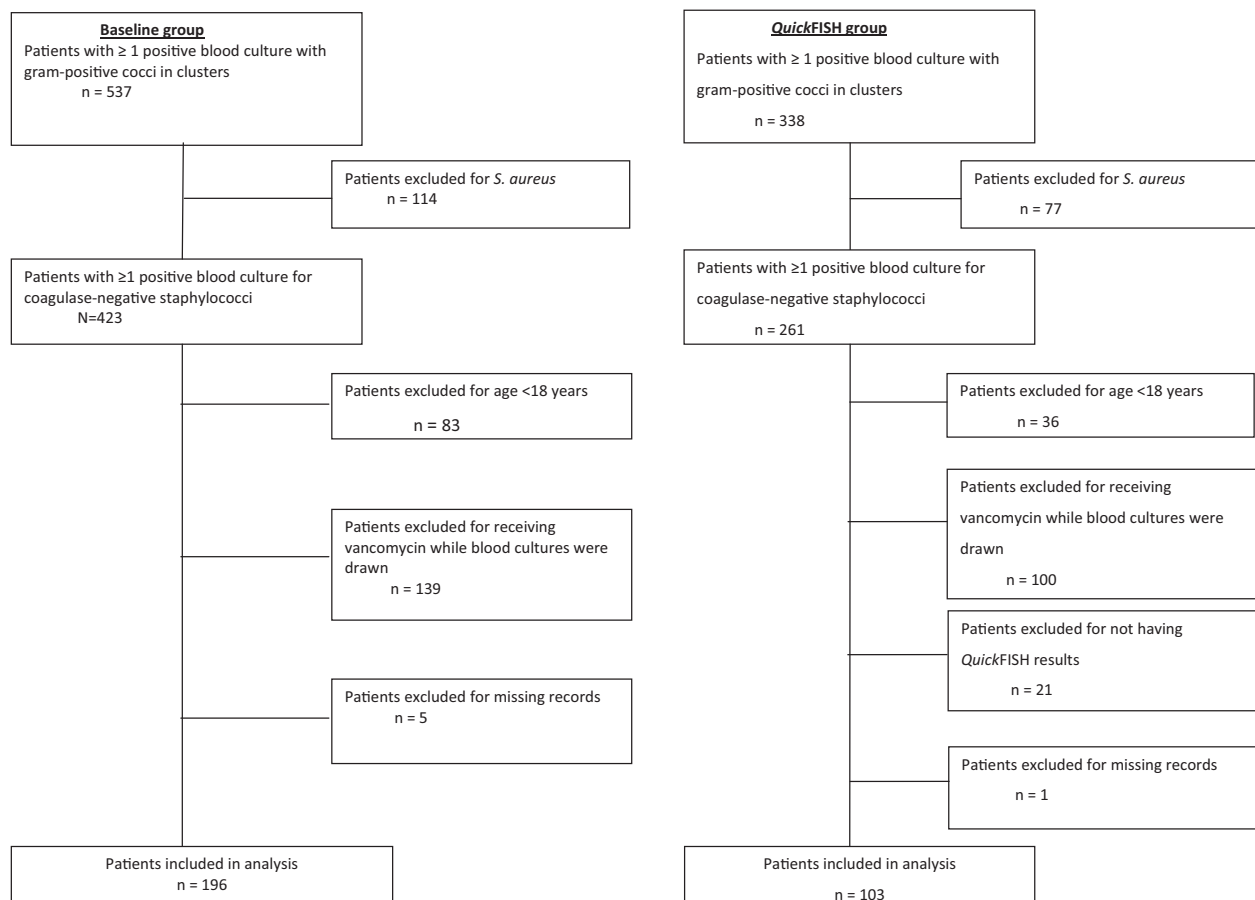 Baseline group
Patients with ≥ 1 positive blood culture with
gram-positive cocci in clusters
n = 537
Patients excluded for S. aureus
n = 114
Patients with ≥1 positive blood culture for
coagulase-negative staphylococci
N=423
Patients excluded for age <18 years
n = 83
Patients excluded for receiving
vancomycin while blood cultures were
drawn
n = 139
Patients excluded for missing records
n = 5
Patients included in analysis
n = 196
QuickFISH group
Patients with ≥ 1 positive blood culture with
gram-positive cocci in clusters
n = 338
Patients excluded for S. aureus
n = 77
Patients with ≥1 positive blood culture for
coagulase-negative staphylococci
n = 261
Patients excluded for age <18 years
n = 36
Patients excluded for receiving
vancomycin while blood cultures were
drawn
n = 100
Patients excluded for not having
QuickFISH results
n = 21
Patients excluded for missing records
n = 1
Patients included in analysis
n = 103